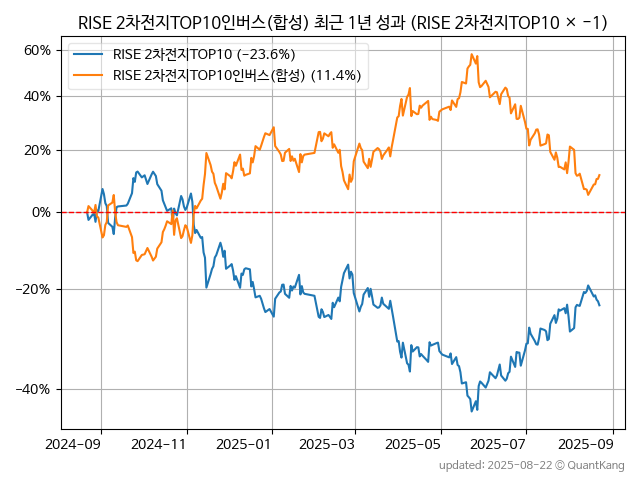 RISE 2차전지TOP10인버스(합성) 최근 1년 성과 (RISE 2차전지TOP10 × -1)
60%
RISE 2차전지TOP10 (-23.6%)
RISE 2차전지TOP10인버스(합성) (11.4%)
40%
20%
0%
-20%
-40%
2024-09 2024-11 2025-01 2025-03 2025-05 2025-07 2025-09
updated: 2025-08-22 © QuantKang